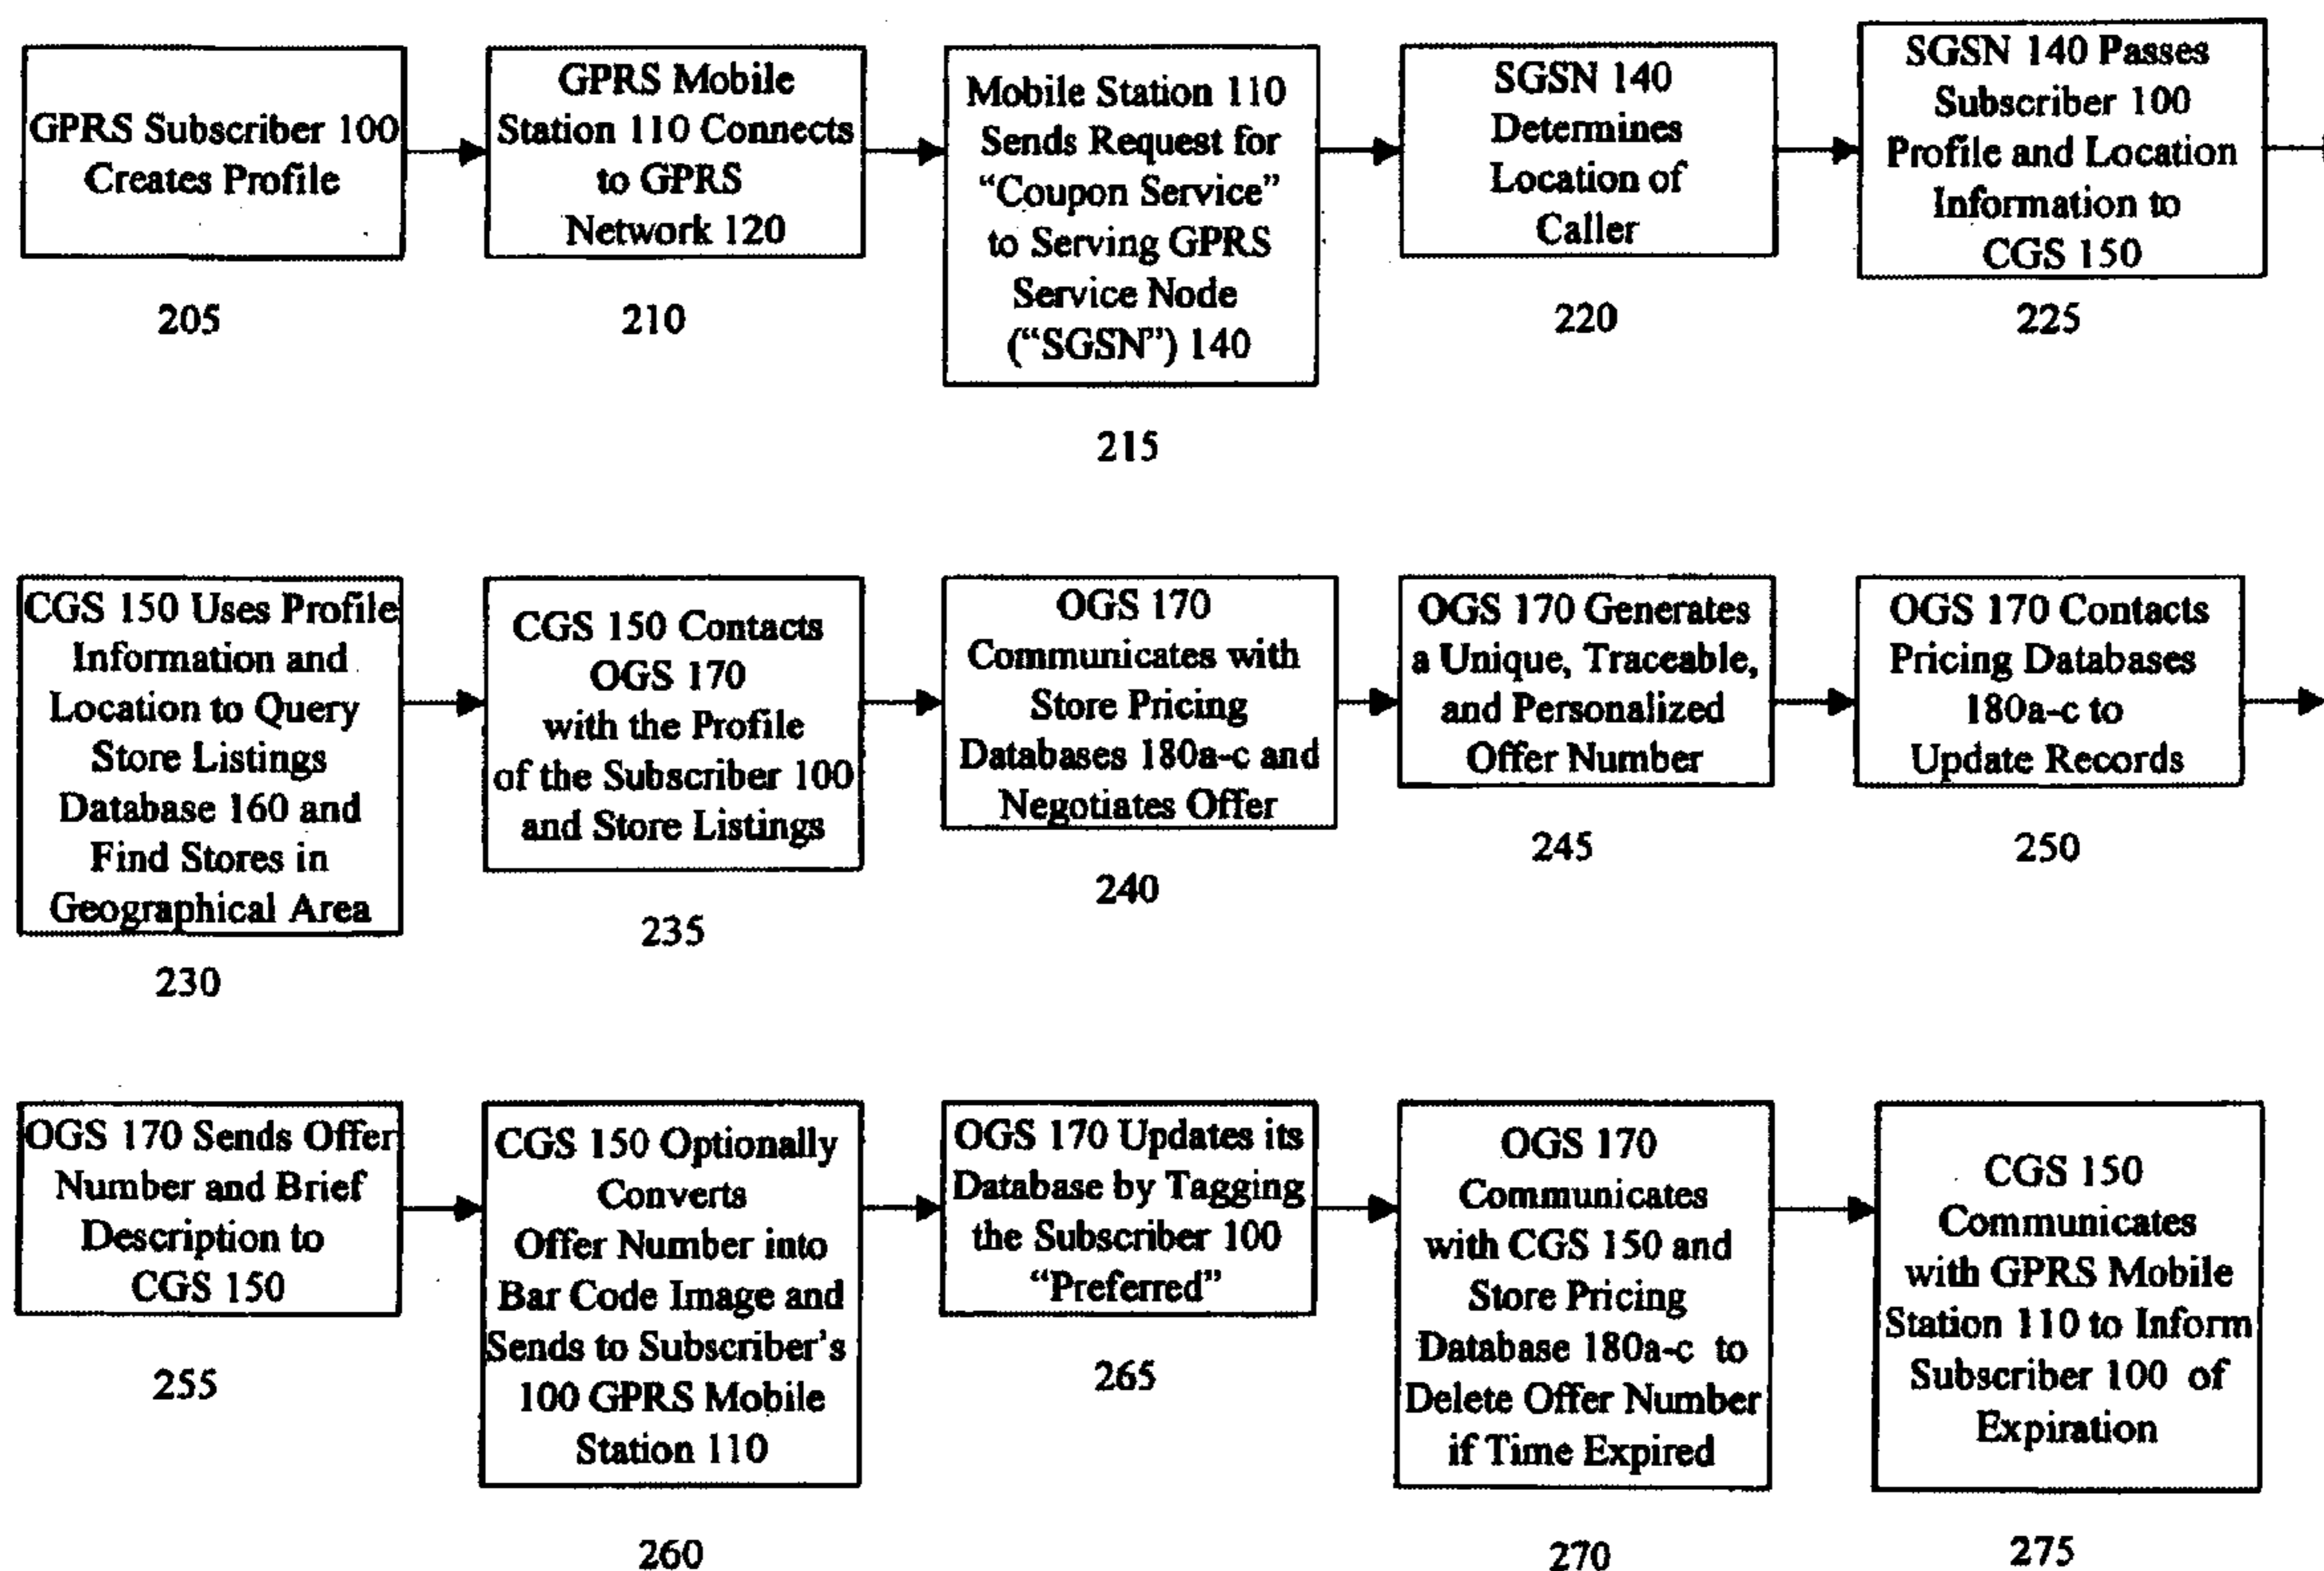 GPRS Subscriber 100
Creates Profile
205
GPRS Mobile
Station 110 Connects
to GPRS
Network 120
210
Mobile Station 110
Sends Request for
“Coupon Service”
to Serving GPRS
Service Node
(“SGSN”) 140
215
SGSN 140
Determines
Location of
Caller
220
SGSN 140 Passes
Subscriber 100
Profile and Location
Information to
CGS 150
225
CGS 150 Uses Profile
Information and
Location to Query
Store Listings
Database 160 and
Find Stores in
Geographical Area
230
CGS 150 Contacts
OGS 170
with the Profile
of the Subscriber 100
and Store Listings
235
OGS 170
Communicates with
Store Pricing
Databases 180a-c and
Negotiates Offer
240
OGS 170 Generates
a Unique, Traceable,
and Personalized
Offer Number
245
OGS 170 Contacts
Pricing Databases
180a-c to
Update Records
250
OGS 170 Sends Offer
Number and Brief
Description to
CGS 150
255
CGS 150 Optionally
Converts
Offer Number into
Bar Code Image and
Sends to Subscriber’s
100 GPRS Mobile
Station 110
260
OGS 170 Updates its
Database by Tagging
the Subscriber 100
“Preferred”
265
OGS 170
Communicates
with CGS 150 and
Store Pricing
Database 180a-c to
Delete Offer Number
if Time Expired
270
CGS 150
Communicates
with GPRS Mobile
Station 110 to Inform
Subscriber 100 of
Expiration
275